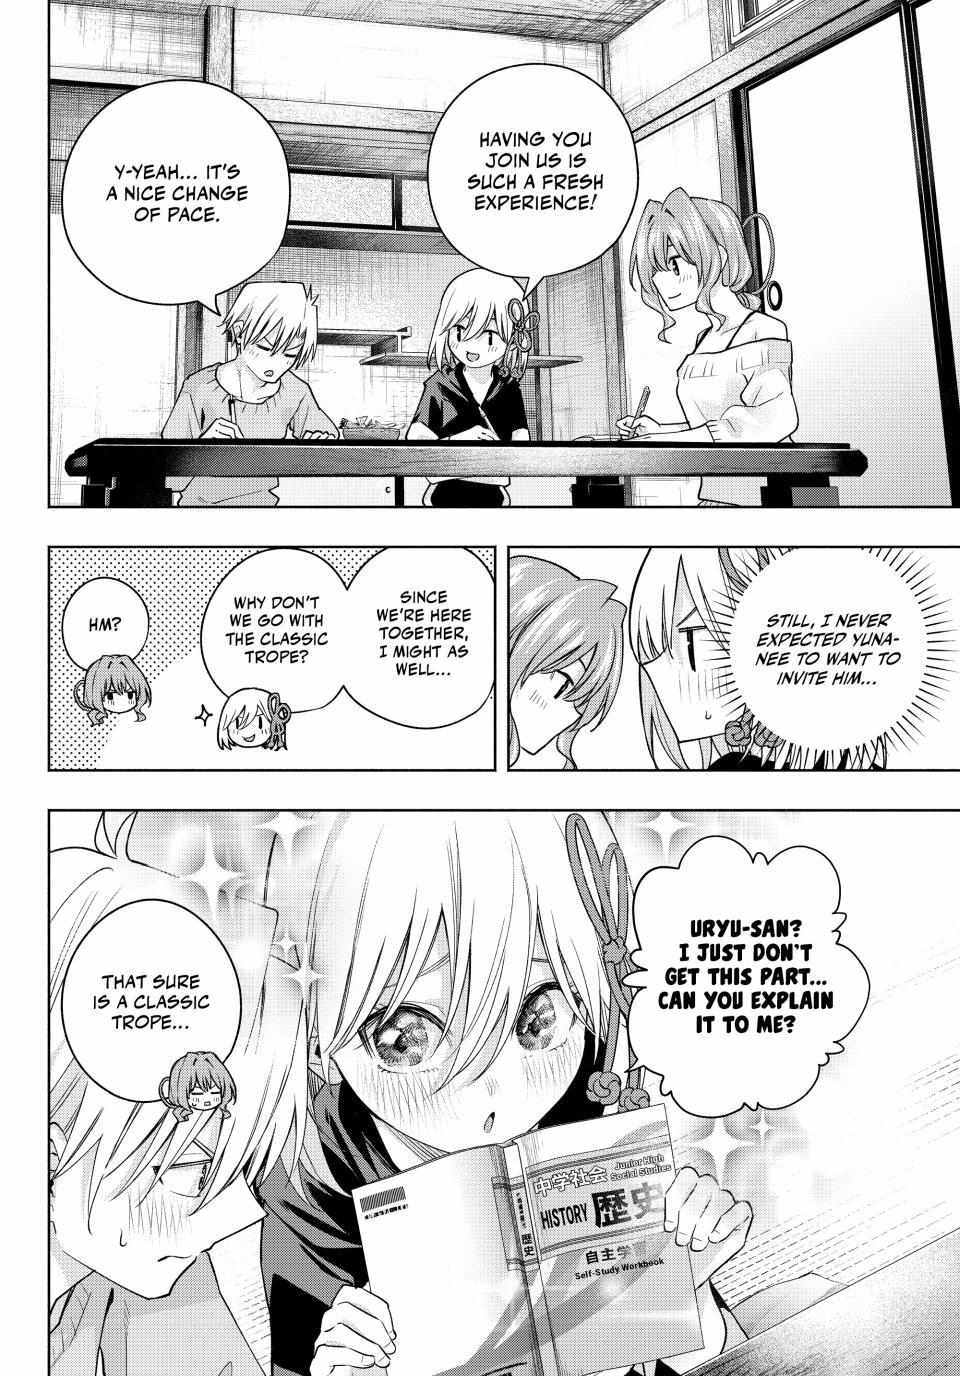 HAVING YOU
JOIN US IS
SUCH A FRESH
EXPERIENCE!
Y-YEAH... IT'S
A NICE CHANGE
OF PACE.
STILL, I NEVER
EXPECTED YUNA-
NEE TO WANT TO
INVITE HIM...
SINCE
WE'RE HERE
TOGETHER,
I MIGHT AS
WELL...
WHY DON'T
WE GO WITH
THE CLASSIC
TROPE?
HM?
URYU-SAN?
I JUST DON'T
GET THIS PART...
CAN YOU EXPLAIN
IT TO ME?
THAT SURE
IS A CLASSIC
TROPE...
中学社会
Junior High
Social Studies
HISTORY 歴史
自主学習
Self-Study Workbook
歴史